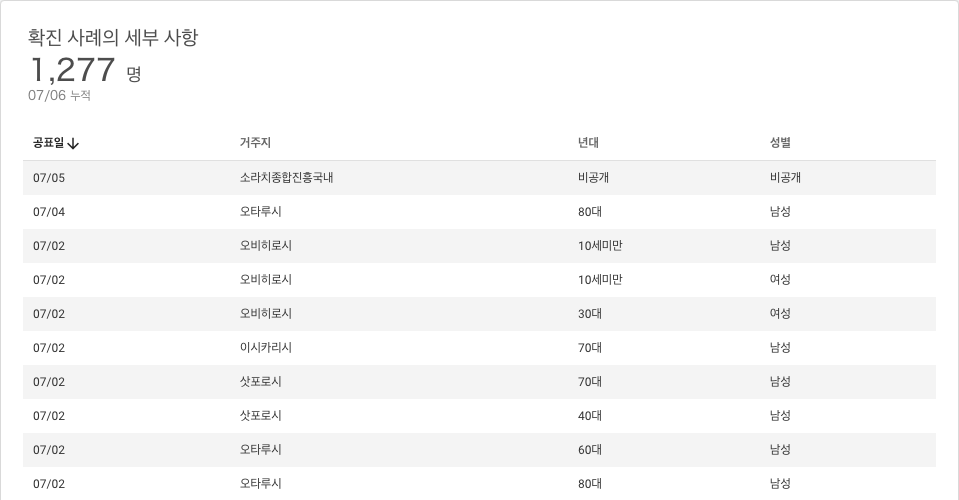 확진 사례의 세부 사항
1,277 명
07/06 누적
공표일↓ 거주지 년대 성별
07/05 소라치종합진흥국내 비공개 비공개
07/04 오타루시 80대 남성
07/02 오비히로시 10세미만 남성
07/02 오비히로시 10세미만 여성
07/02 오비히로시 30대 여성
07/02 이시카리시 70대 남성
07/02 삿포로시 70대 남성
07/02 삿포로시 40대 남성
07/02 오타루시 60대 남성
07/02 오타루시 80대 남성